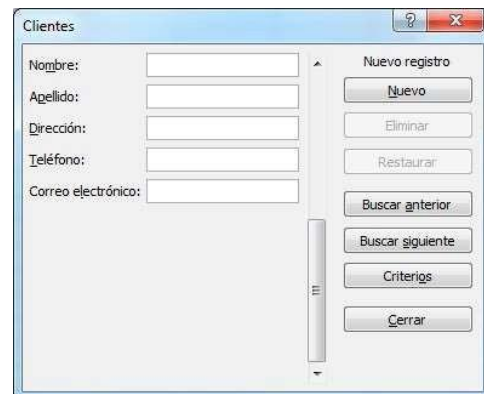 Clientes
Nombre:
Apellido:
Dirección:
Teléfono:
Correo electrónico:
Nuevo registro
Nuevo
Eliminar
Restaurar
Buscar anterior
Buscar siguiente
Criterios
Cerrar